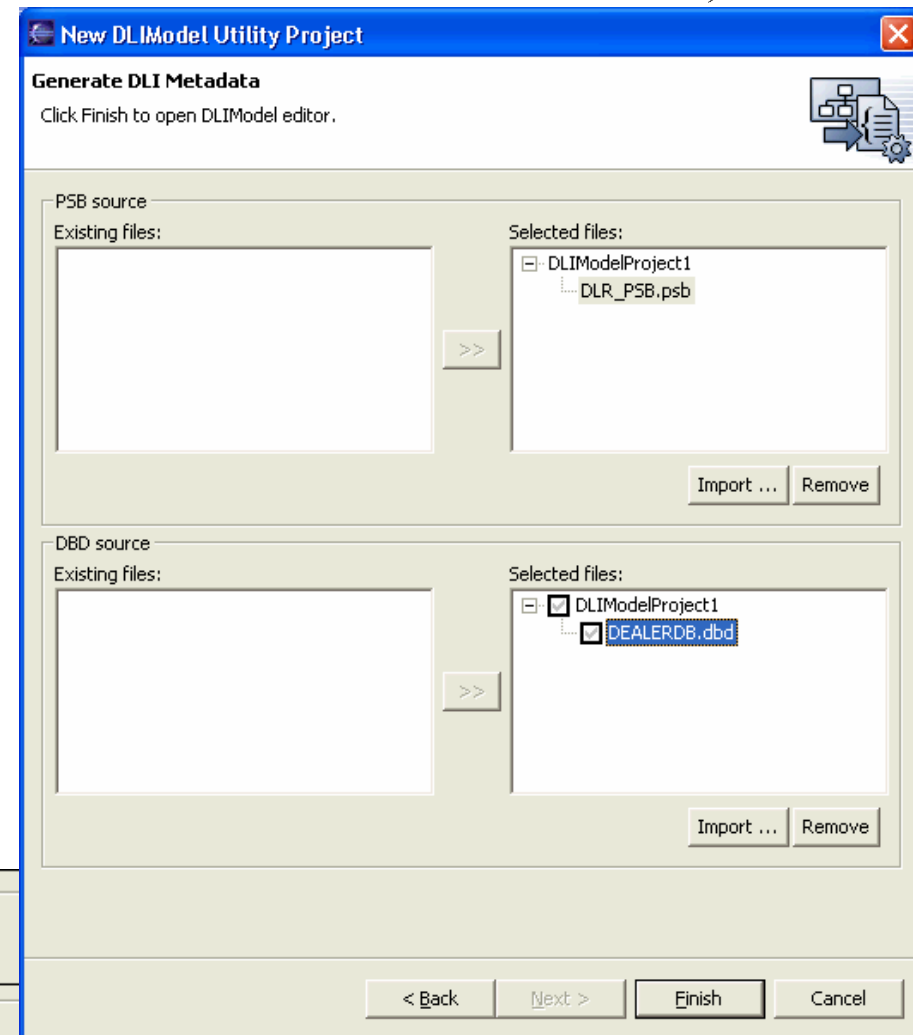 New DLIModel Utility Project
Generate DLI Metadata
Click Finish to open DLIModel editor.
PSB source
Existing files:
Selected files:
DLIModelProject1
DLR_PSB.psb
>>
Import ...
Remove
DBD source
Existing files:
Selected files:
DLIModelProject1
DEALERDB.dbd
>>
Import ...
Remove
< Back
Next >
Finish
Cancel